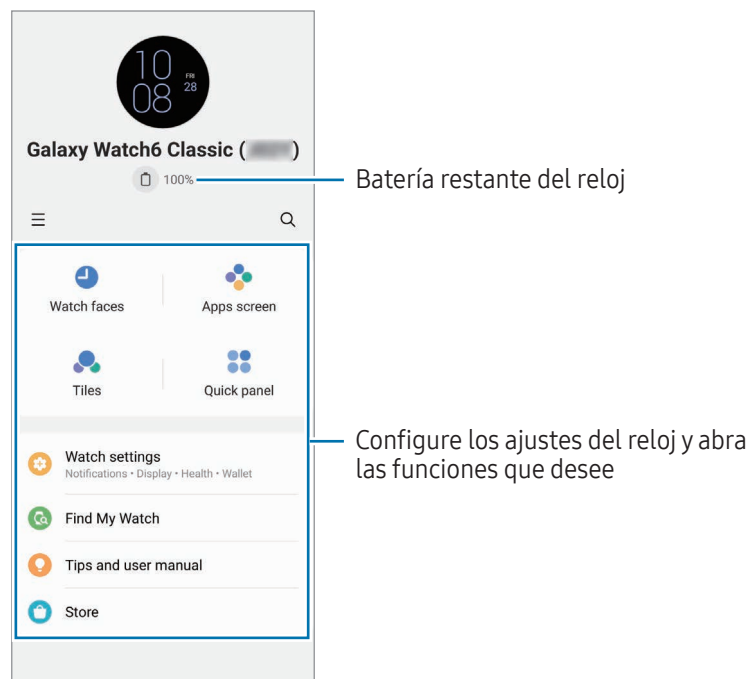 10
08
FRI
28
Galaxy Watch6 Classic ( )
100%
Batería restante del reloj
Watch faces
Apps screen
Tiles
Quick panel
Watch settings
Notifications • Display • Health • Wallet
Configure los ajustes del reloj y abra
las funciones que desee
Find My Watch
Tips and user manual
Store